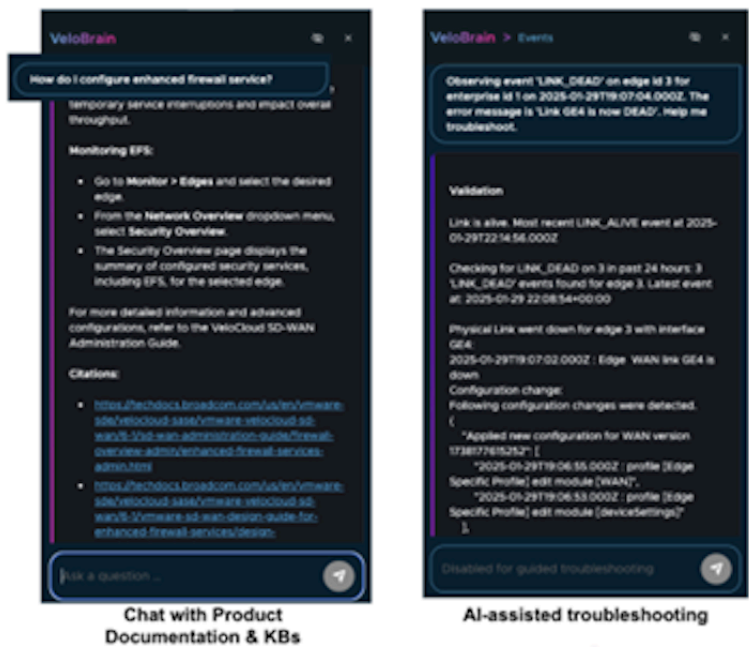 VeloBrain
How do I configure enhanced firewall service?
temporary service interruptions and impact overall
throughput.
Monitoring EFS:
• Go to Monitor > Edges and select the desired
edge.
• From the Network Overview dropdown menu,
select Security Overview.
• The Security Overview page displays the
summary of configured security services,
including EFS, for the selected edge.
For more detailed information and advanced
configurations, refer to the VeloCloud SD-WAN
Administration Guide.
Citations:
• https://techdocs.broadcom.com/us/en/vmware-
sde/velocloud-sase/vmware-velocloud-sd-
wan/6-1/sd-wan-administration-guide/firewall-
overview-admin/enhanced-firewall-services-
admin.html
• https://techdocs.broadcom.com/us/en/vmware-
sde/velocloud-sase/vmware-velocloud-sd-
wan/6-1/vmware-sd-wan-design-guide-for-
enhanced-firewall-services/design-
Ask a question ...
Chat with Product
Documentation & KBs
VeloBrain > Events
Observing event 'LINK_DEAD' on edge id 3 for
enterprise id 1 on 2025-01-29T19:07:04.000Z. The
error message is 'Link GE4 is now DEAD'. Help me
troubleshoot.
Validation
Link is alive. Most recent LINK_ALIVE event at 2025-
01-29T22:14:56.000Z
Checking for LINK_DEAD on 3 in past 24 hours: 3
'LINK_DEAD' events found for edge 3. Latest event
at: 2025-01-29 22:08:54+00:00
Physical Link went down for edge 3 with interface
GE4:
2025-01-29T19:07:02.000Z : Edge WAN link GE4 is
down
Configuration change:
Following configuration changes were detected.
{
"Applied new configuration for WAN version
1738177615252": [
"2025-01-29T19:06:55.000Z : profile [Edge
Specific Profile] edit module [WAN]",
"2025-01-29T19:06:53.000Z : profile [Edge
Specific Profile] edit module [deviceSettings]"
],
Disabled for guided troubleshooting
AI-assisted troubleshooting